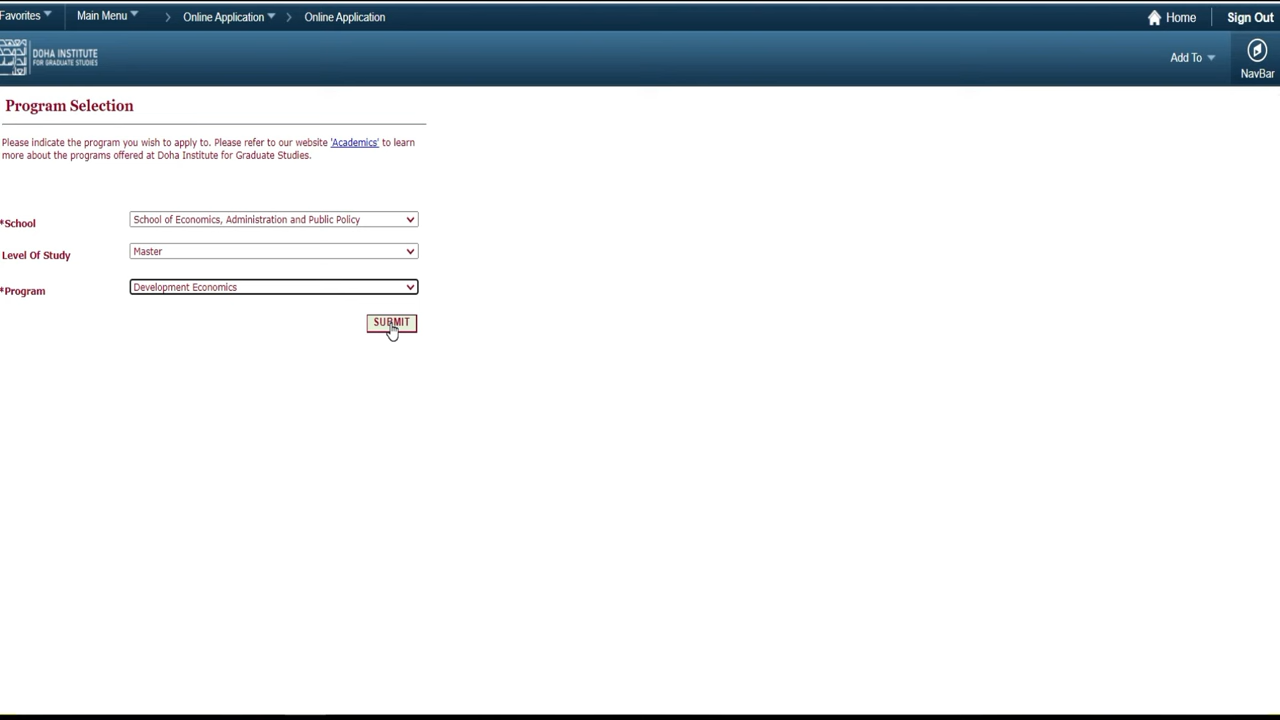 Favorites Main Menu Online Application Online Application Home Sign Out
DOHA INSTITUTE
FOR GRADUATE STUDIES
Add To
NavBar
Program Selection
Please indicate the program you wish to apply to. Please refer to our website 'Academics' to learn
more about the programs offered at Doha Institute for Graduate Studies.
*School School of Economics, Administration and Public Policy
Level Of Study Master
*Program Development Economics
SUBMIT